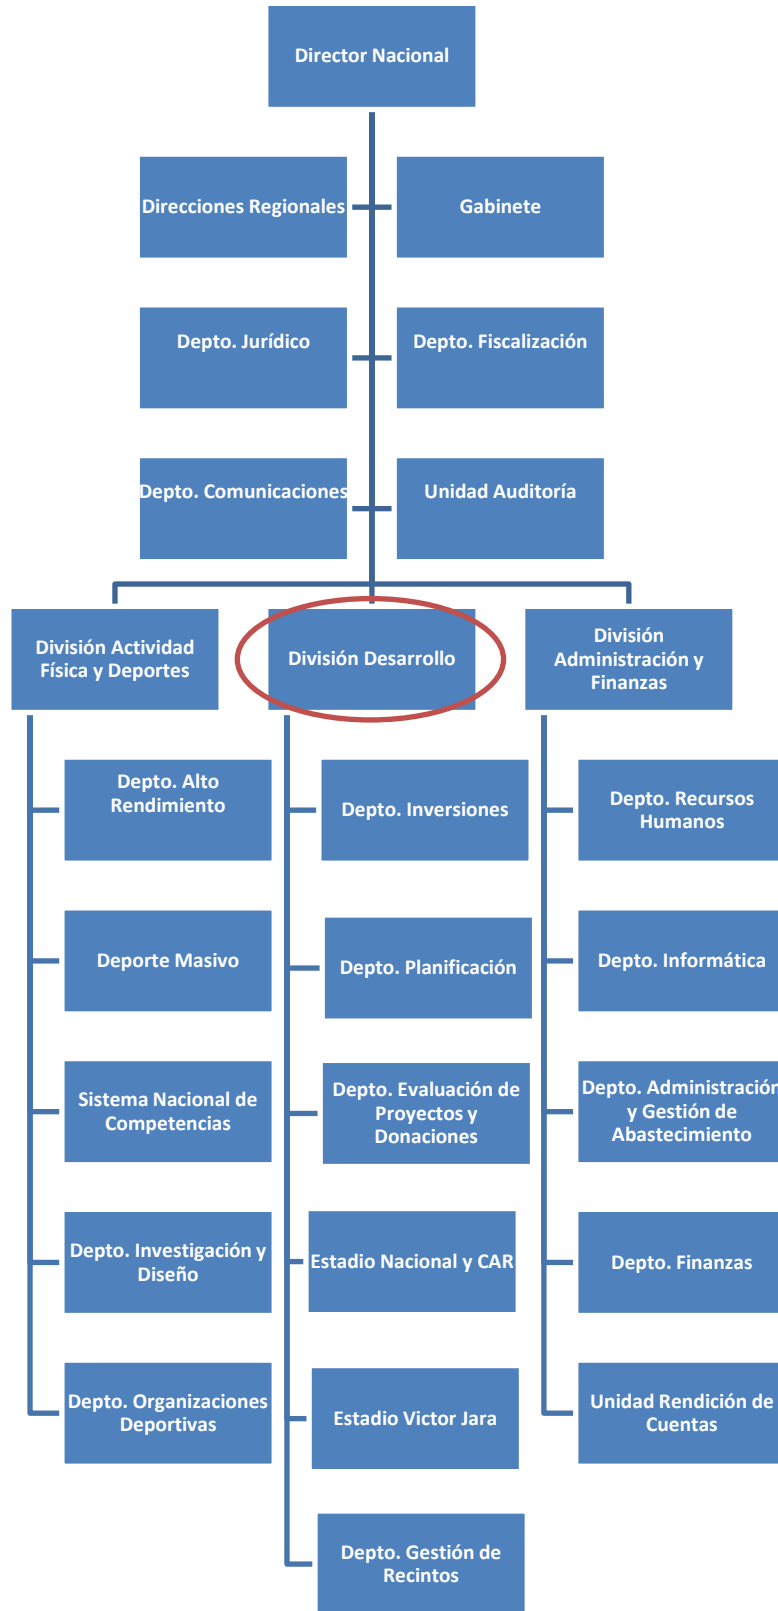 Director Nacional
Direcciones Regionales
Gabinete
Depto. Jurídico
Depto. Fiscalización
Depto. Comunicaciones
Unidad Auditoría
División Actividad
Física y Deportes
División Desarrollo
División
Administración y
Finanzas
Depto. Alto
Rendimiento
Deporte Masivo
Sistema Nacional de
Competencias
Depto. Investigación y
Diseño
Depto. Organizaciones
Deportivas
Depto. Inversiones
Depto. Planificación
Depto. Evaluación de
Proyectos y
Donaciones
Estadio Nacional y CAR
Estadio Victor Jara
Depto. Gestión de
Recintos
Depto. Recursos
Humanos
Depto. Informática
Depto. Administración
y Gestión de
Abastecimiento
Depto. Finanzas
Unidad Rendición de
Cuentas